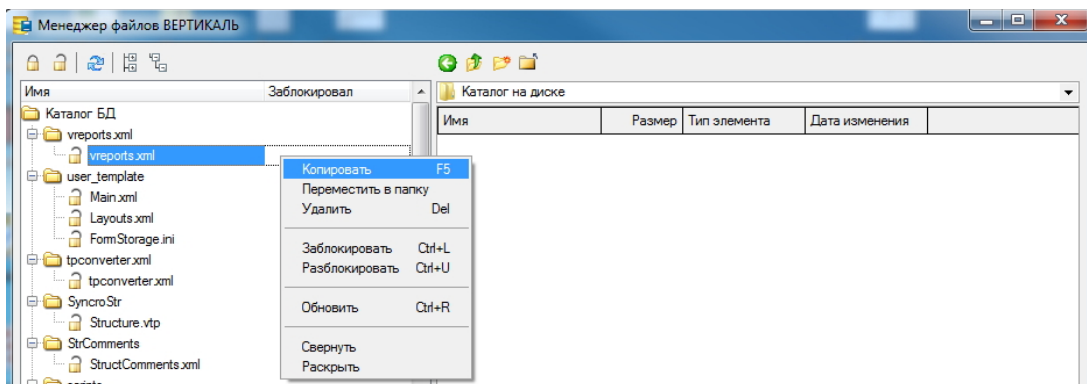 Менеджер файлов ВЕРТИКАЛЬ
Имя Заблокировал
Каталог БД
vreports.xml
vreports.xml
user_template
Main.xml
Layouts.xml
FormStorage.ini
tpconverter.xml
tpconverter.xml
SyncroStr
Structure.vtp
StrComments
StructComments.xml
Копировать F5
Переместить в папку
Удалить Del
Заблокировать Ctrl+L
Разблокировать Ctrl+U
Обновить Ctrl+R
Свернуть
Раскрыть
Каталог на диске
Имя Размер Тип элемента Дата изменения